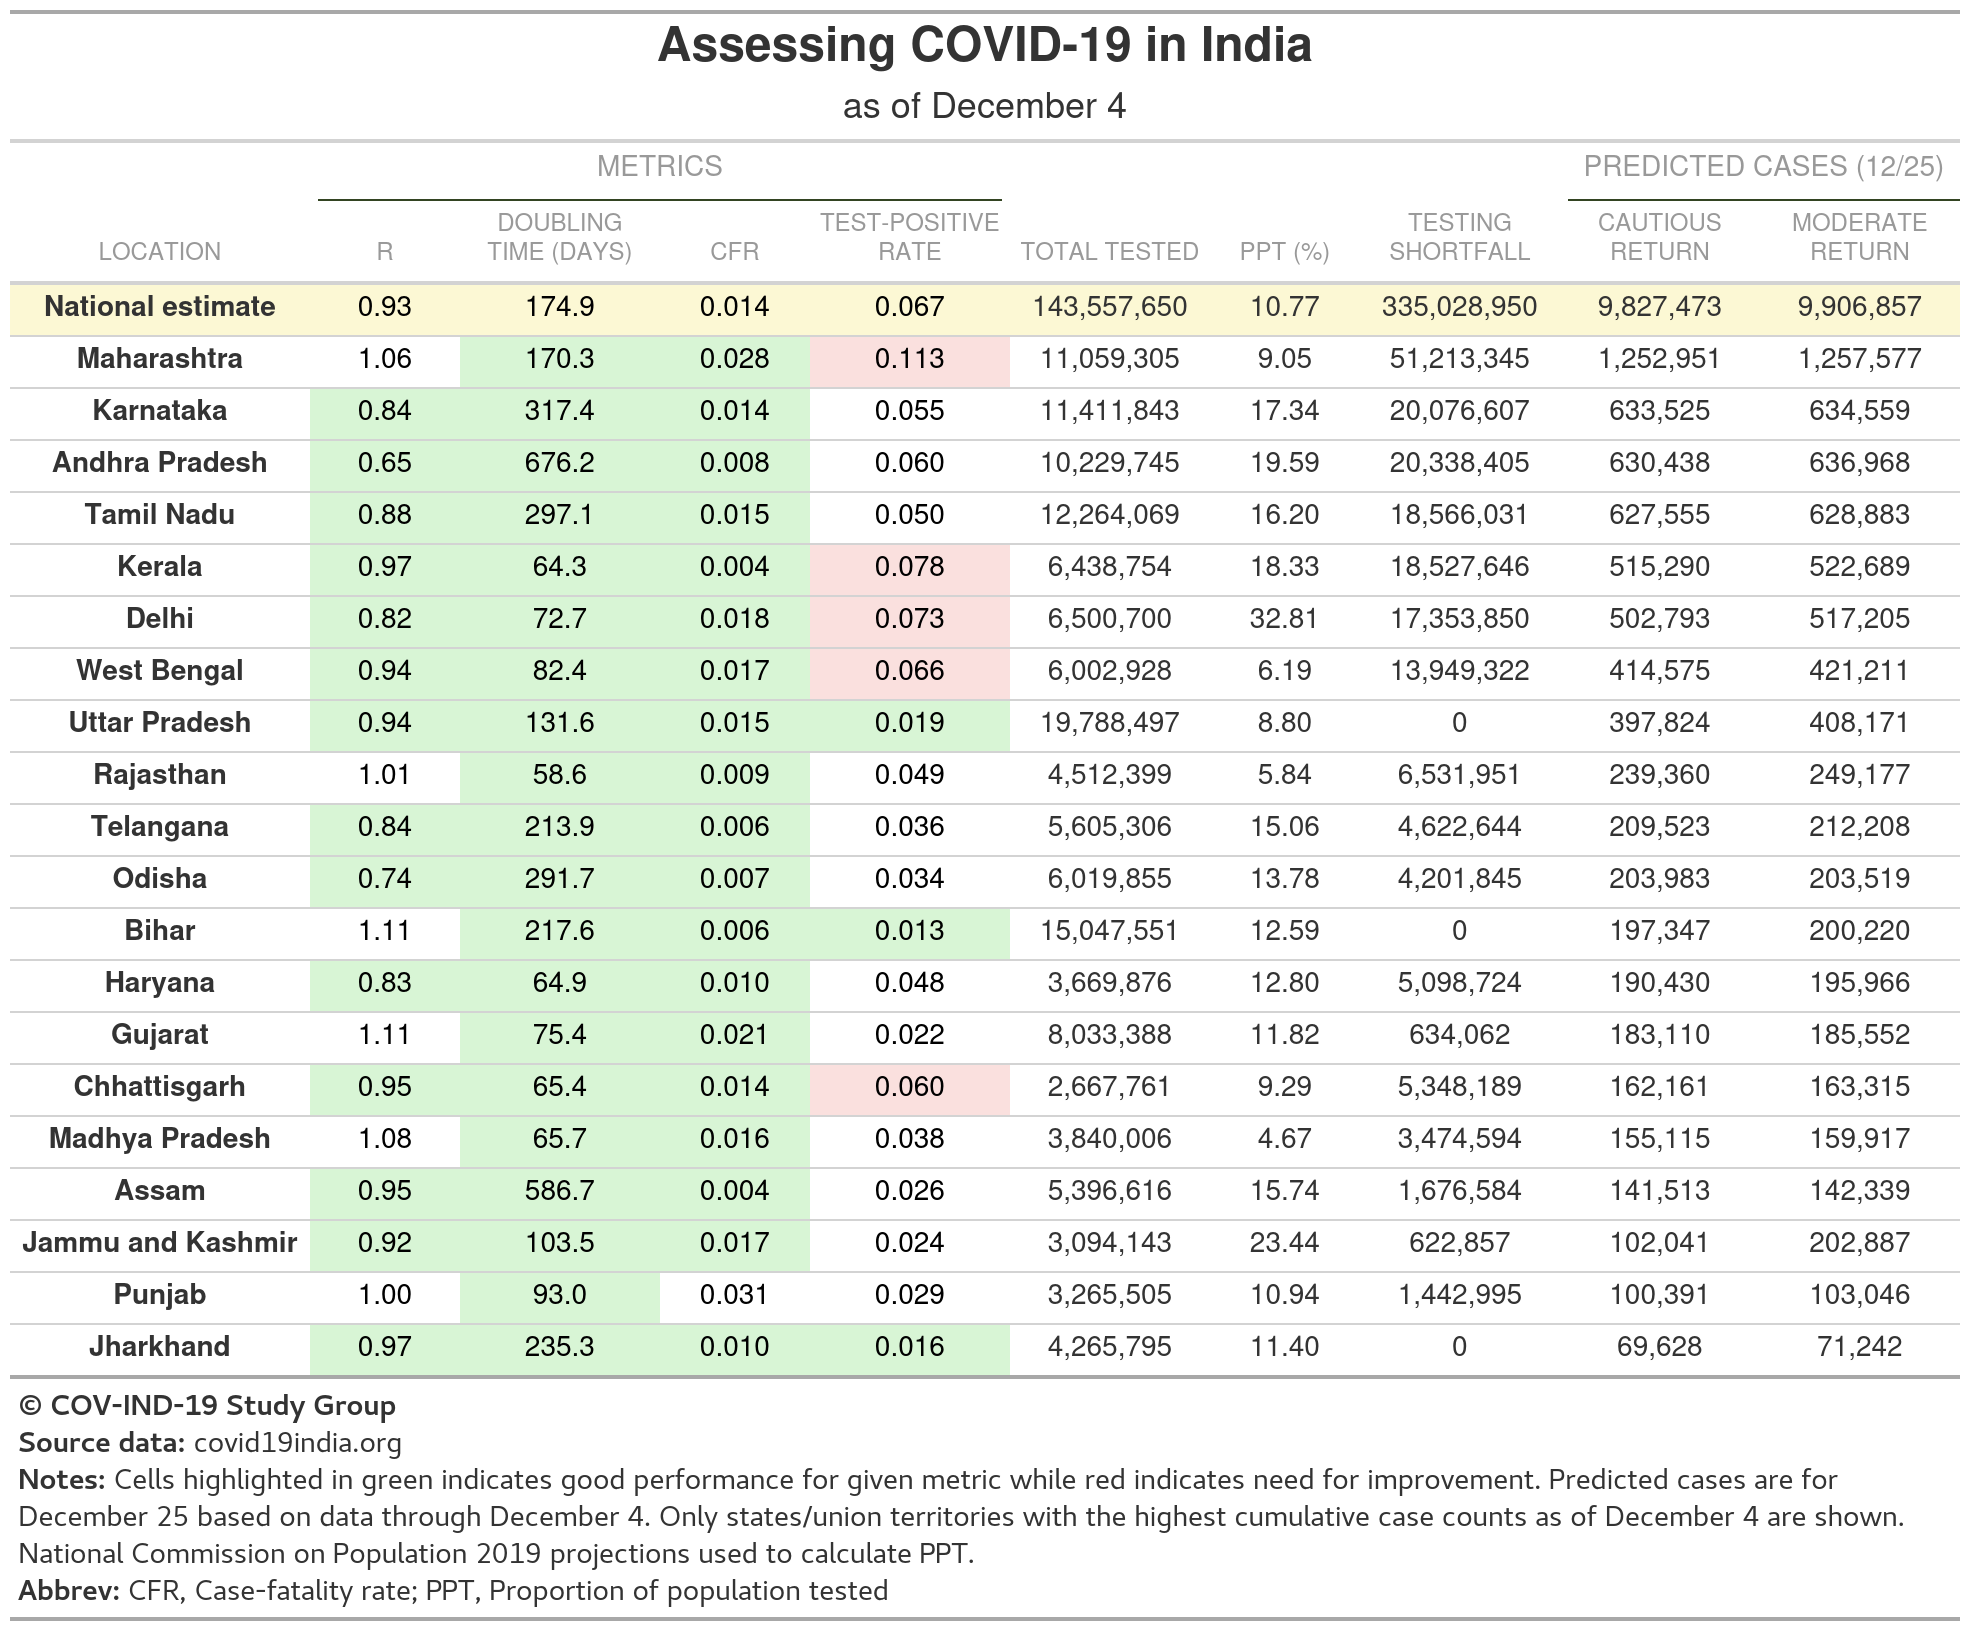 Assessing COVID-19 in India
as of December 4
METRICS PREDICTED CASES (12/25)
LOCATION R DOUBLING TIME (DAYS) CFR TEST-POSITIVE RATE TOTAL TESTED PPT (%) TESTING SHORTFALL CAUTIOUS RETURN MODERATE RETURN
National estimate 0.93 174.9 0.014 0.067 143,557,650 10.77 335,028,950 9,827,473 9,906,857
Maharashtra 1.06 170.3 0.028 0.113 11,059,305 9.05 51,213,345 1,252,951 1,257,577
Karnataka 0.84 317.4 0.014 0.055 11,411,843 17.34 20,076,607 633,525 634,559
Andhra Pradesh 0.65 676.2 0.008 0.060 10,229,745 19.59 20,338,405 630,438 636,968
Tamil Nadu 0.88 297.1 0.015 0.050 12,264,069 16.20 18,566,031 627,555 628,883
Kerala 0.97 64.3 0.004 0.078 6,438,754 18.33 18,527,646 515,290 522,689
Delhi 0.82 72.7 0.018 0.073 6,500,700 32.81 17,353,850 502,793 517,205
West Bengal 0.94 82.4 0.017 0.066 6,002,928 6.19 13,949,322 414,575 421,211
Uttar Pradesh 0.94 131.6 0.015 0.019 19,788,497 8.80 0 397,824 408,171
Rajasthan 1.01 58.6 0.009 0.049 4,512,399 5.84 6,531,951 239,360 249,177
Telangana 0.84 213.9 0.006 0.036 5,605,306 15.06 4,622,644 209,523 212,208
Odisha 0.74 291.7 0.007 0.034 6,019,855 13.78 4,201,845 203,983 203,519
Bihar 1.11 217.6 0.006 0.013 15,047,551 12.59 0 197,347 200,220
Haryana 0.83 64.9 0.010 0.048 3,669,876 12.80 5,098,724 190,430 195,966
Gujarat 1.11 75.4 0.021 0.022 8,033,388 11.82 634,062 183,110 185,552
Chhattisgarh 0.95 65.4 0.014 0.060 2,667,761 9.29 5,348,189 162,161 163,315
Madhya Pradesh 1.08 65.7 0.016 0.038 3,840,006 4.67 3,474,594 155,115 159,917
Assam 0.95 586.7 0.004 0.026 5,396,616 15.74 1,676,584 141,513 142,339
Jammu and Kashmir 0.92 103.5 0.017 0.024 3,094,143 23.44 622,857 102,041 202,887
Punjab 1.00 93.0 0.031 0.029 3,265,505 10.94 1,442,995 100,391 103,046
Jharkhand 0.97 235.3 0.010 0.016 4,265,795 11.40 0 69,628 71,242
© COV-IND-19 Study Group
Source data: covid19india.org
Notes: Cells highlighted in green indicates good performance for given metric while red indicates need for improvement. Predicted cases are for
December 25 based on data through December 4. Only states/union territories with the highest cumulative case counts as of December 4 are shown.
National Commission on Population 2019 projections used to calculate PPT.
Abbrev: CFR, Case-fatality rate; PPT, Proportion of population tested